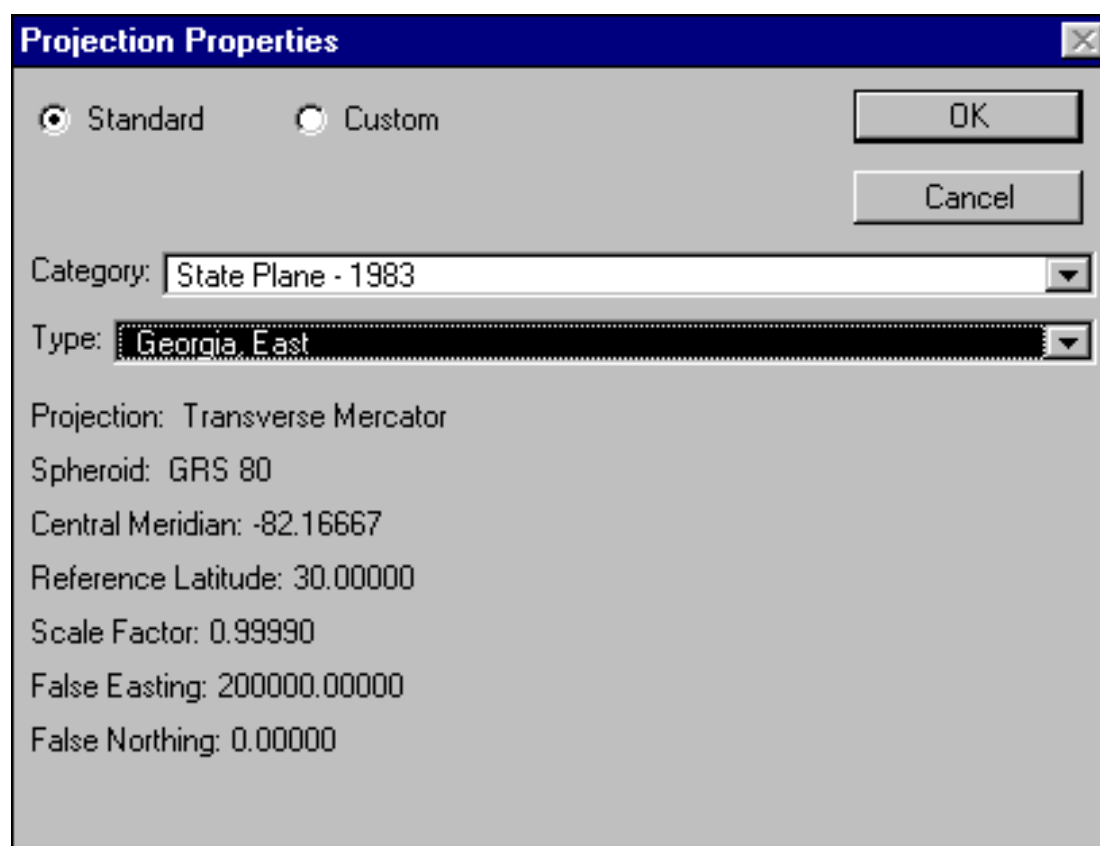 Projection Properties
Standard Custom OK
Cancel
Category: State Plane - 1983
Type: Georgia, East
Projection: Transverse Mercator
Spheroid: GRS 80
Central Meridian: -82.16667
Reference Latitude: 30.00000
Scale Factor: 0.99990
False Easting: 200000.00000
False Northing: 0.00000